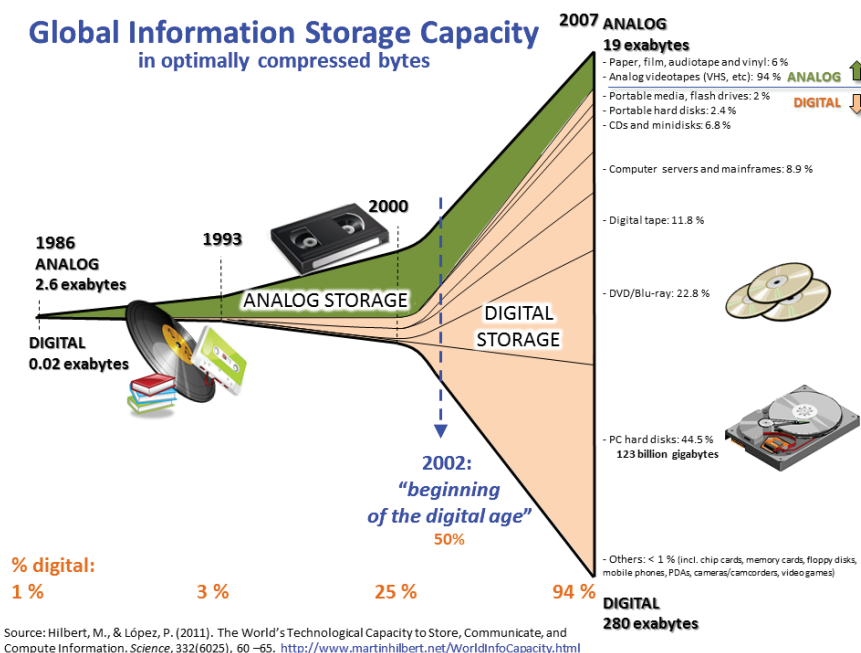 Global Information Storage Capacity
in optimally compressed bytes
2007 ANALOG
19 exabytes
- Paper, film, audiotape and vinyl: 6 %
- Analog videotapes (VHS, etc): 94 % ANALOG
- Portable media, flash drives: 2 %
DIGITAL
- Portable hard disks: 2.4 %
- CDs and minidisks: 6.8 %
- Computer servers and mainframes: 8.9 %
- Digital tape: 11.8 %
- DVD/Blu-ray: 22.8 %
- PC hard disks: 44.5 %
123 billion gigabytes
- Others: < 1 % (incl. chip cards, memory cards, floppy disks,
mobile phones, PDAs, cameras/camcorders, video games)
DIGITAL
280 exabytes
1986
ANALOG
2.6 exabytes
DIGITAL
0.02 exabytes
1993
2000
ANALOG STORAGE
DIGITAL
STORAGE
2002:
“beginning
of the digital age”
50%
% digital:
1 % 3 % 25 % 94 %
Source: Hilbert, M., & López, P. (2011). The World’s Technological Capacity to Store, Communicate, and
Compute Information. Science, 332(6025), 60 –65. http://www.martinhilbert.net/WorldInfoCapacity.html